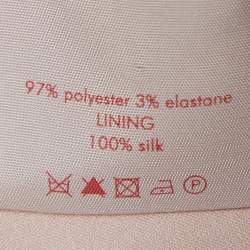 97% polyester 3% elastane
LINING
100% silk
P